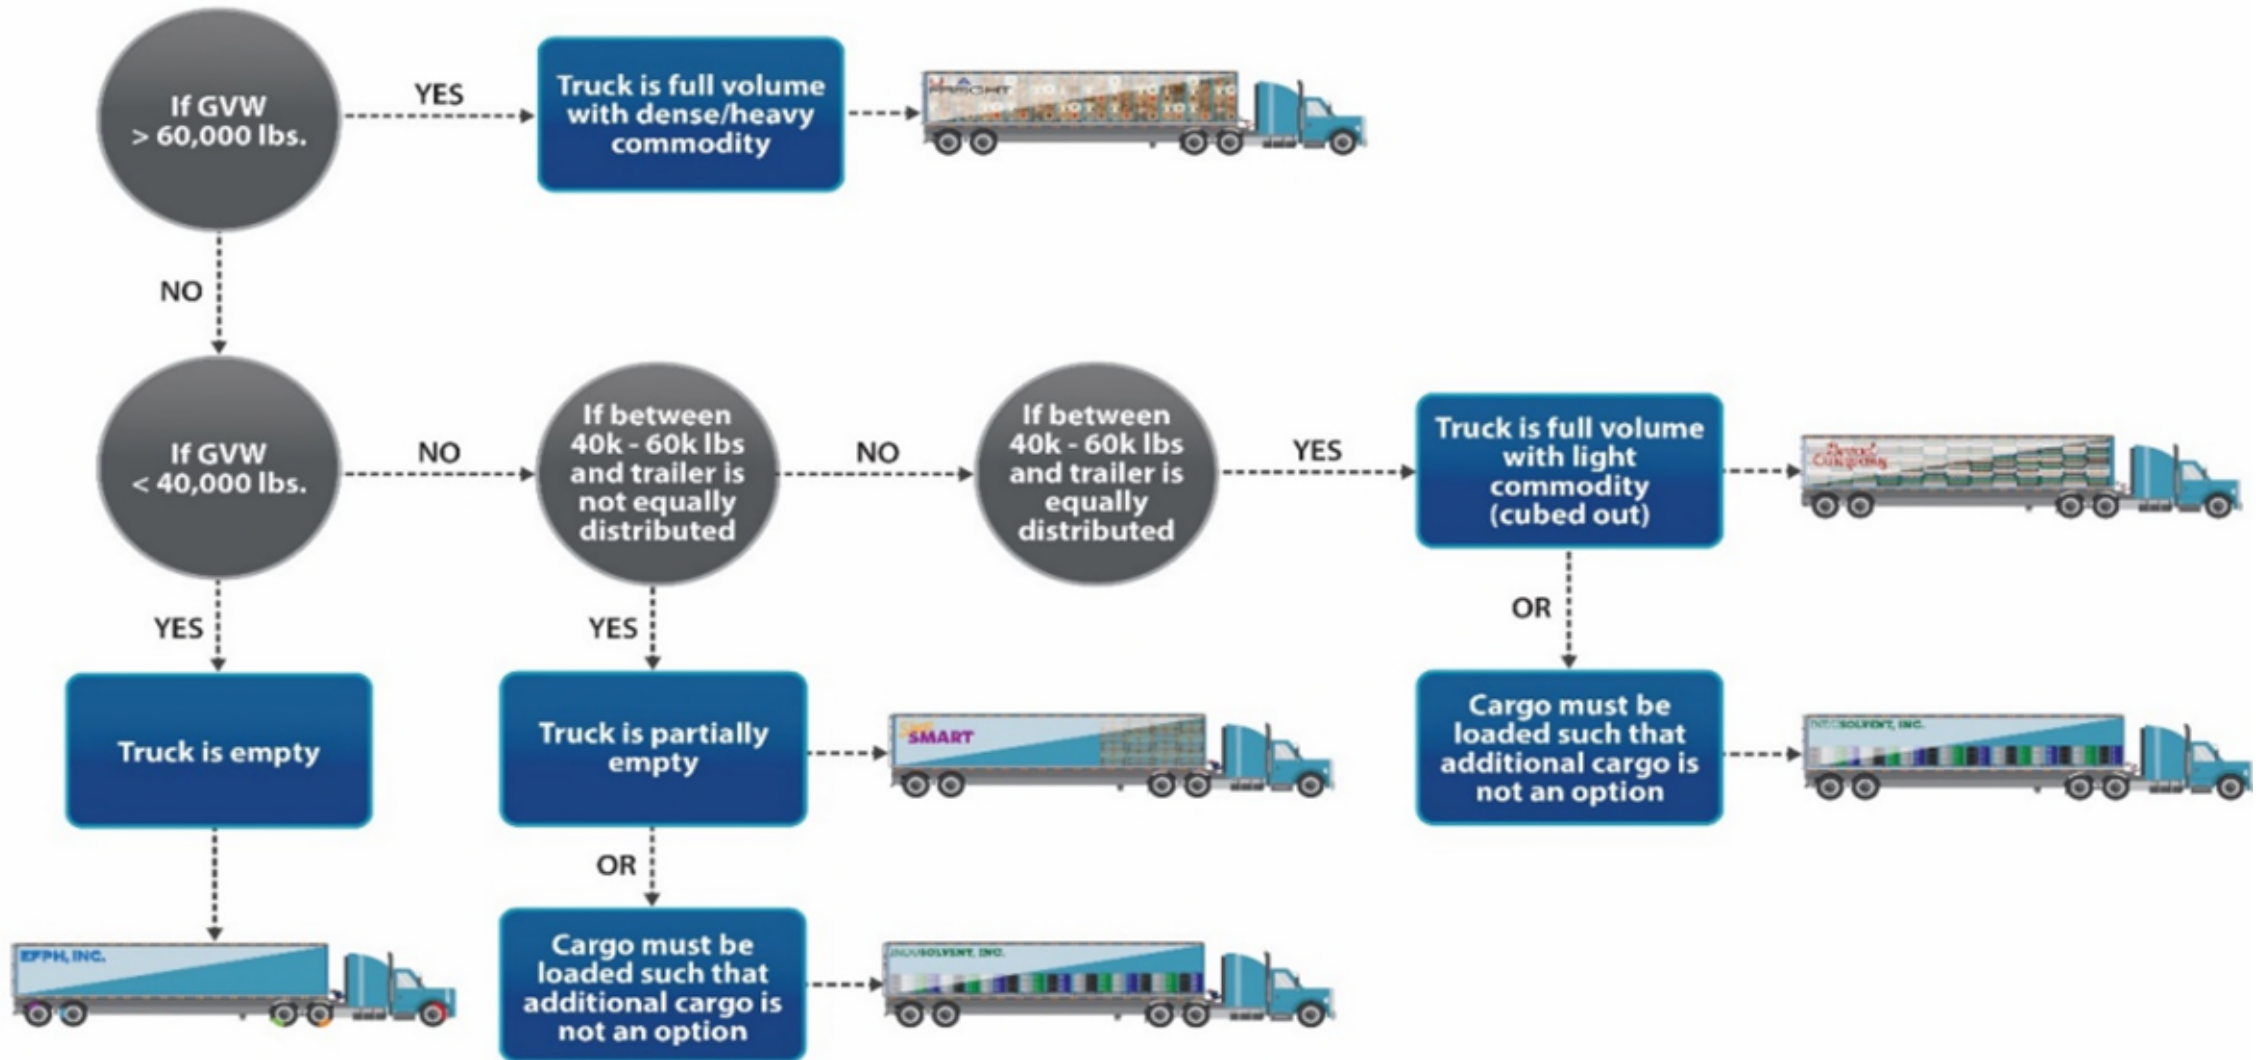 If GVW
> 60,000 lbs.
YES
Truck is full volume
with dense/heavy
commodity
NO
If GVW
< 40,000 lbs.
NO
If between
40k - 60k lbs
and trailer is
not equally
distributed
NO
If between
40k - 60k lbs
and trailer is
equally
distributed
YES
Truck is full volume
with light
commodity
(cubed out)
YES
Truck is empty
EFPH, INC.
YES
Truck is partially
empty
SMART
OR
Cargo must be
loaded such that
additional cargo is
not an option
INDUSOLVENT, INC.
OR
Cargo must be
loaded such that
additional cargo is
not an option
SOLVENT, INC.